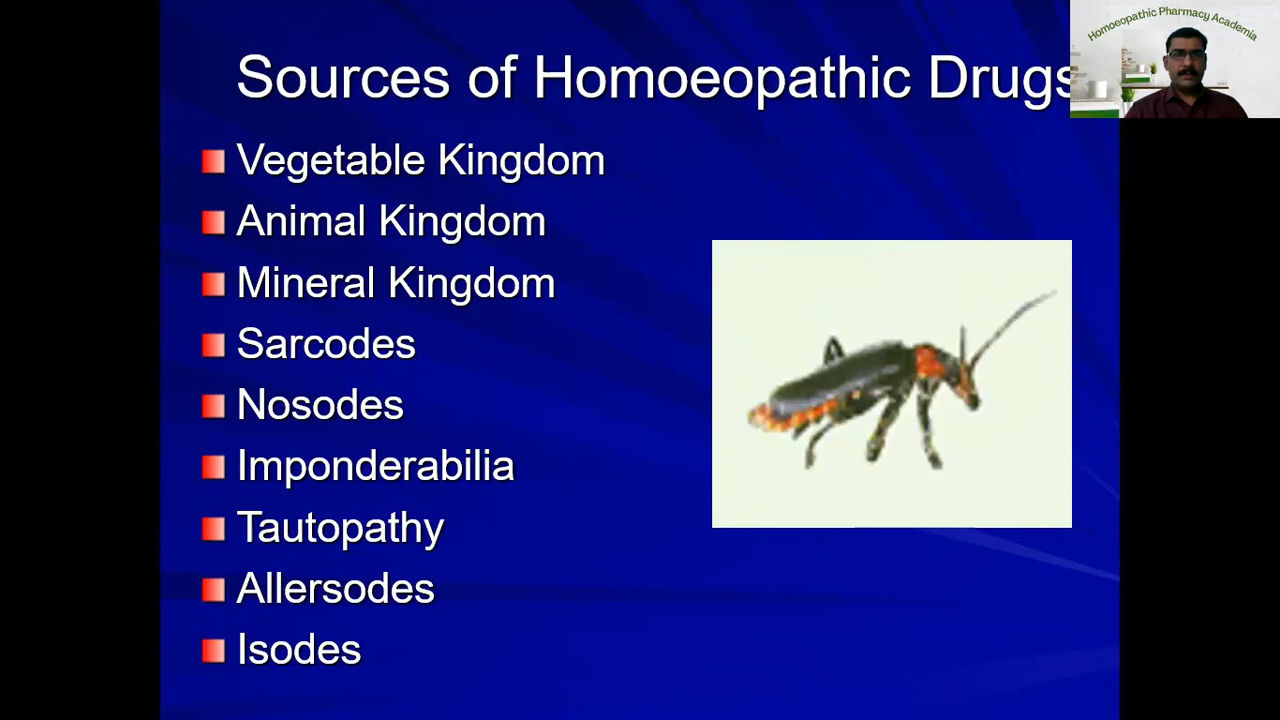 Sources of Homoeopathic Drugs
Homoeopathic Pharmacy Academia
Vegetable Kingdom
Animal Kingdom
Mineral Kingdom
Sarcodes
Nosodes
Imponderabilia
Tautopathy
Allersodes
Isodes